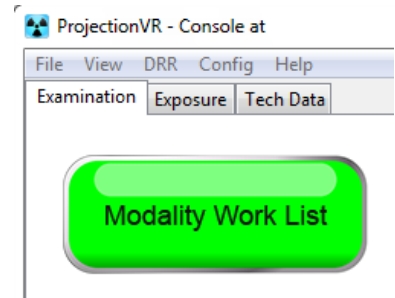 ProjectionVR - Console at
File View DRR Config Help
Examination Exposure Tech Data
Modality Work List